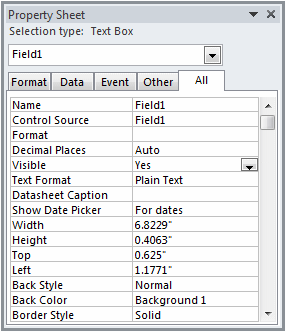 Property Sheet
Selection type: Text Box
Field1
Format Data Event Other All
Name Field1
Control Source Field1
Format
Decimal Places Auto
Visible Yes
Text Format Plain Text
Datasheet Caption
Show Date Picker For dates
Width 6.8229"
Height 0.4063"
Top 0.625"
Left 1.1771"
Back Style Normal
Back Color Background 1
Border Style Solid